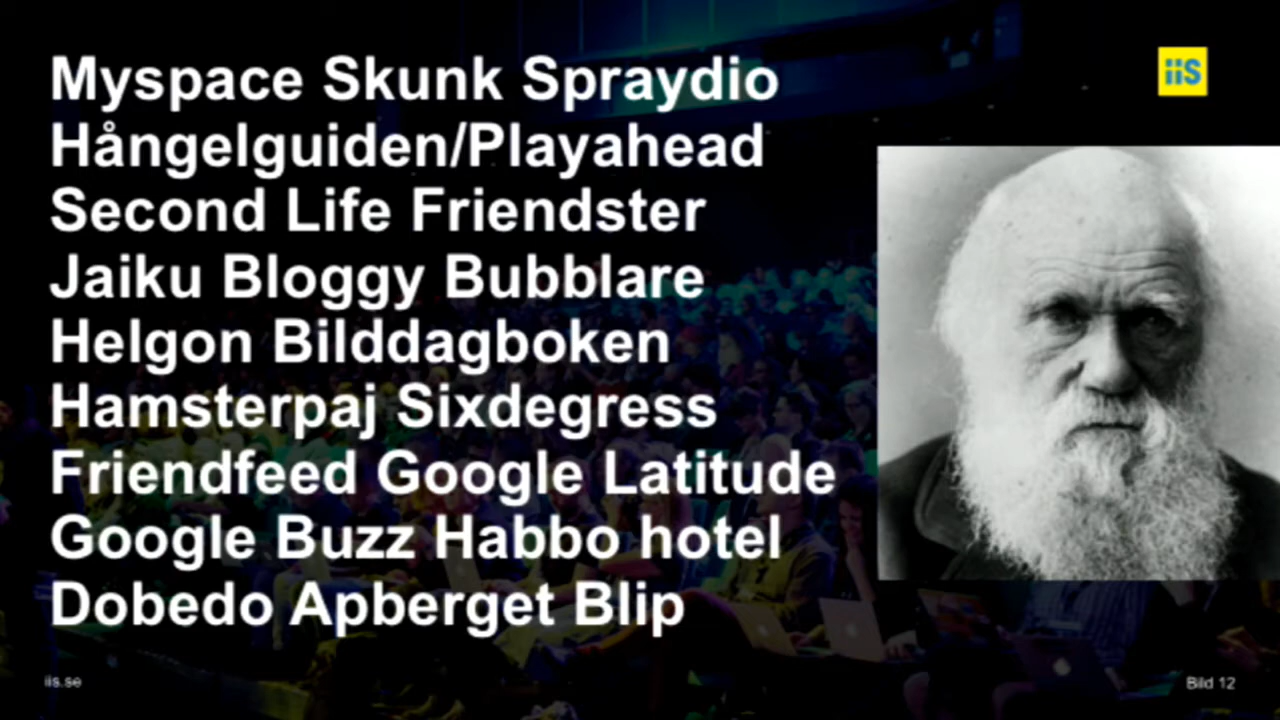 Myspace Skunk Spraydio
Hångelguiden/Playahead
Second Life Friendster
Jaiku Bloggy Bubblare
Helgon Bilddagboken
Hamsterpaj Sixdegress
Friendfeed Google Latitude
Google Buzz Habbo hotel
Dobedo Apberget Blip
iis
iis.se
Bild 12